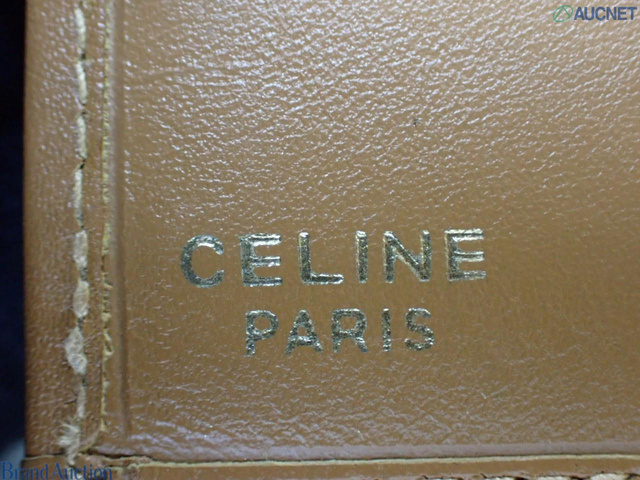 AUCNET
CELINE
PARIS
Brand Auction